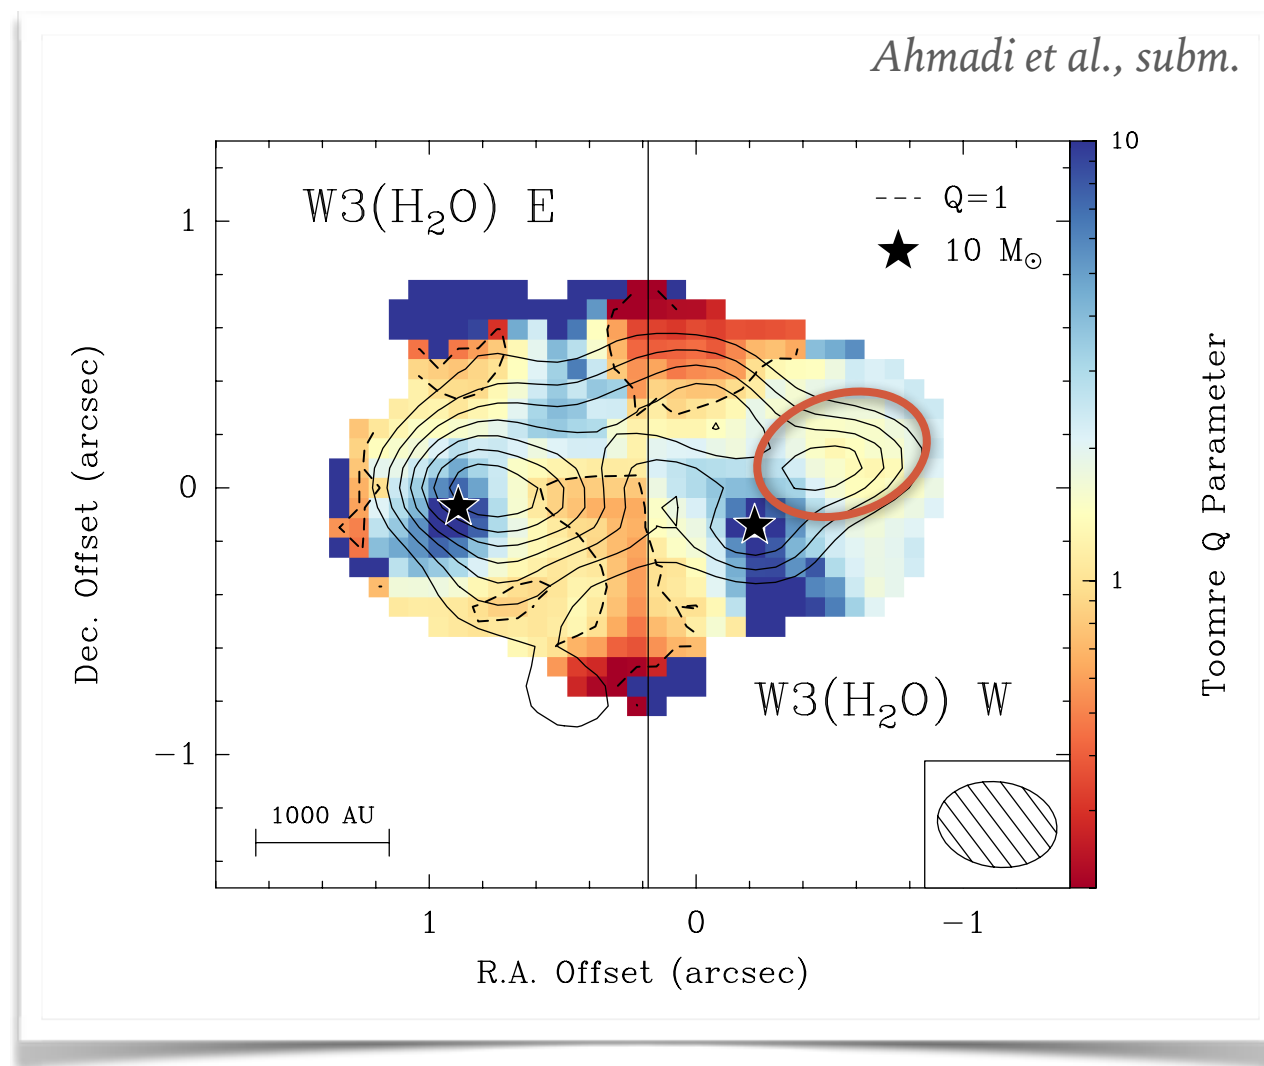 Ahmadi et al., subm.
W3(H₂O) E
Q=1
10 M⊙
W3(H₂O) W
1000 AU
1
0
−1
Dec. Offset (arcsec)
1
0
−1
R.A. Offset (arcsec)
10
1
Toomre Q Parameter